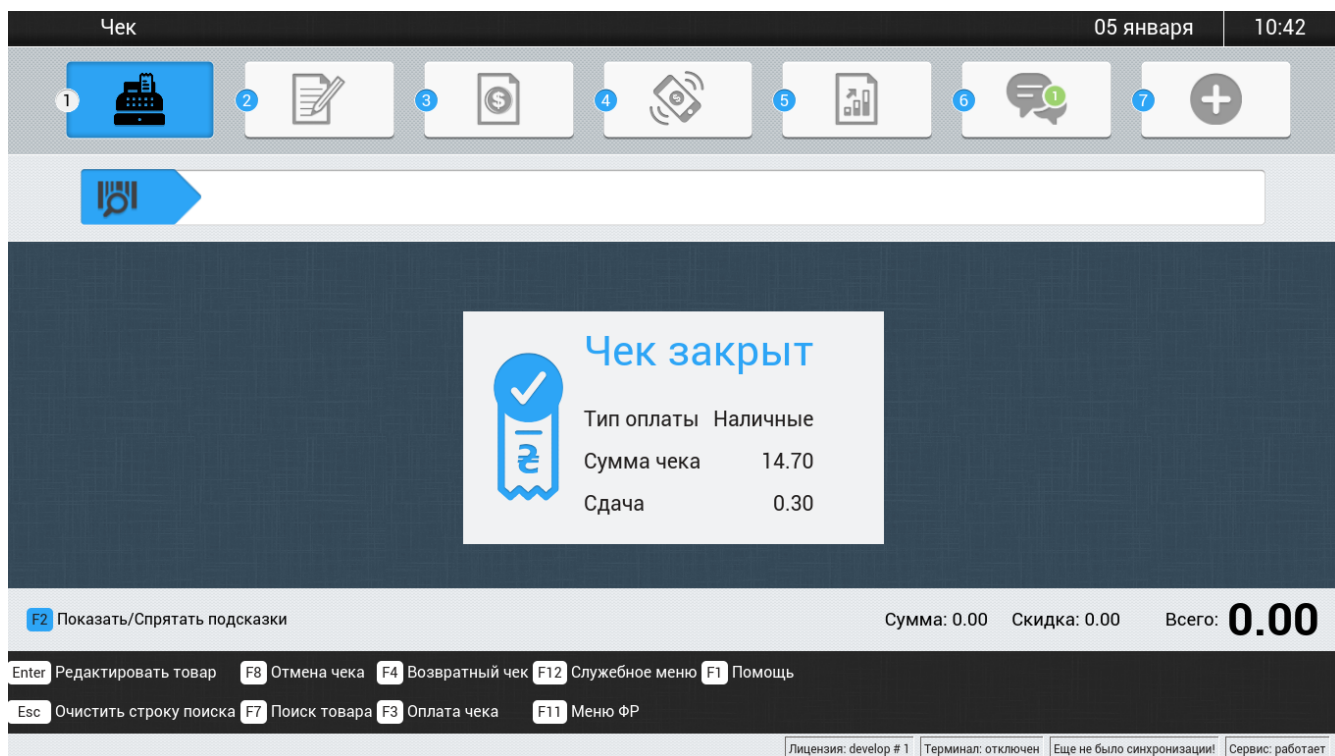 Чек 05 января 10:42
1 2 3 4 5 6 1 7
Чек закрыт
Тип оплаты Наличные
Сумма чека 14.70
Сдача 0.30
F2 Показать/Спрятать подсказки Сумма: 0.00 Скидка: 0.00 Всего: 0.00
Enter Редактировать товар F8 Отмена чека F4 Возвратный чек F12 Служебное меню F1 Помощь
Esc Очистить строку поиска F7 Поиск товара F3 Оплата чека F11 Меню ФР
Лицензия: develop # 1 Терминал: отключен Еще не было синхронизации! Сервис: работает